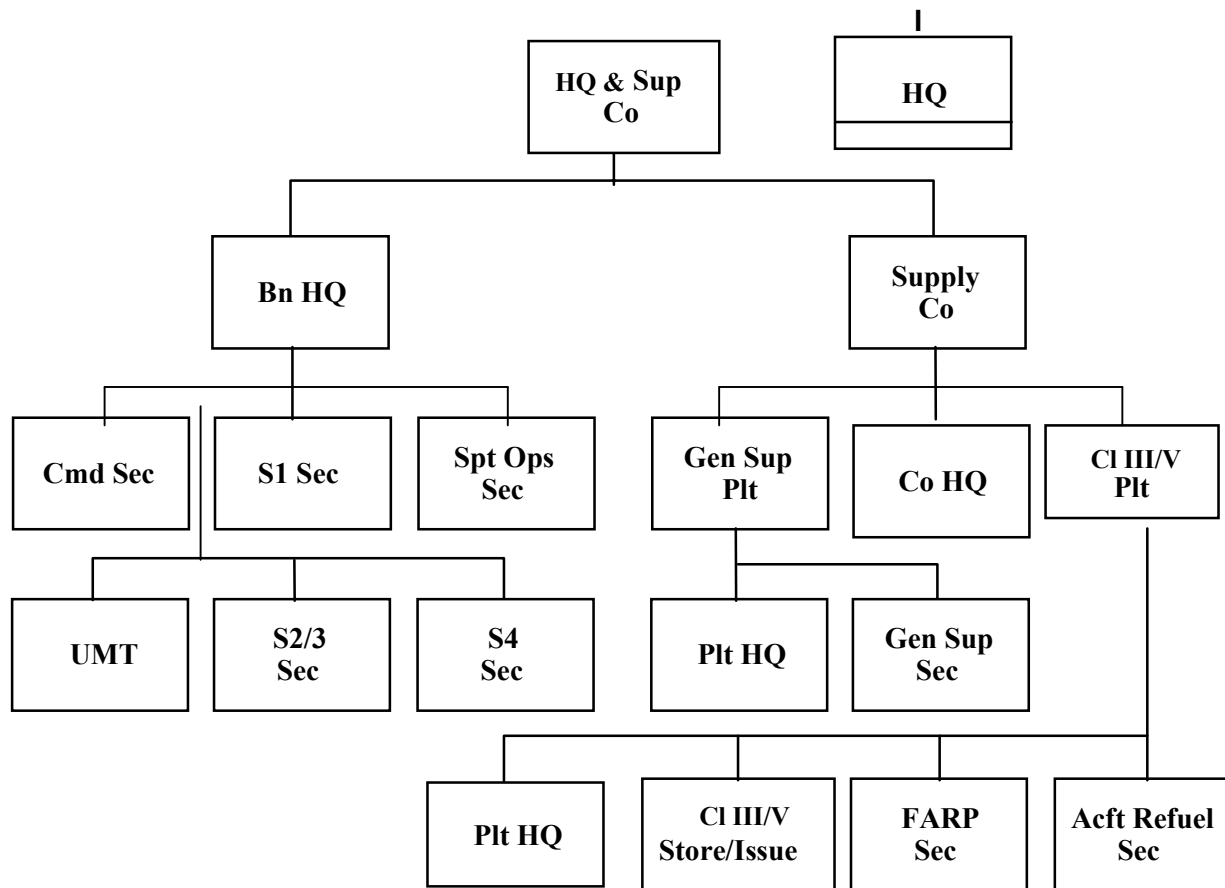 I
HQ & Sup
Co
HQ
Bn HQ
Supply
Co
Cmd Sec
S1 Sec
Spt Ops
Sec
Gen Sup
Plt
Co HQ
Cl III/V
Plt
UMT
S2/3
Sec
S4
Sec
Plt HQ
Gen Sup
Sec
Plt HQ
Cl III/V
Store/Issue
FARP
Sec
Acft Refuel
Sec